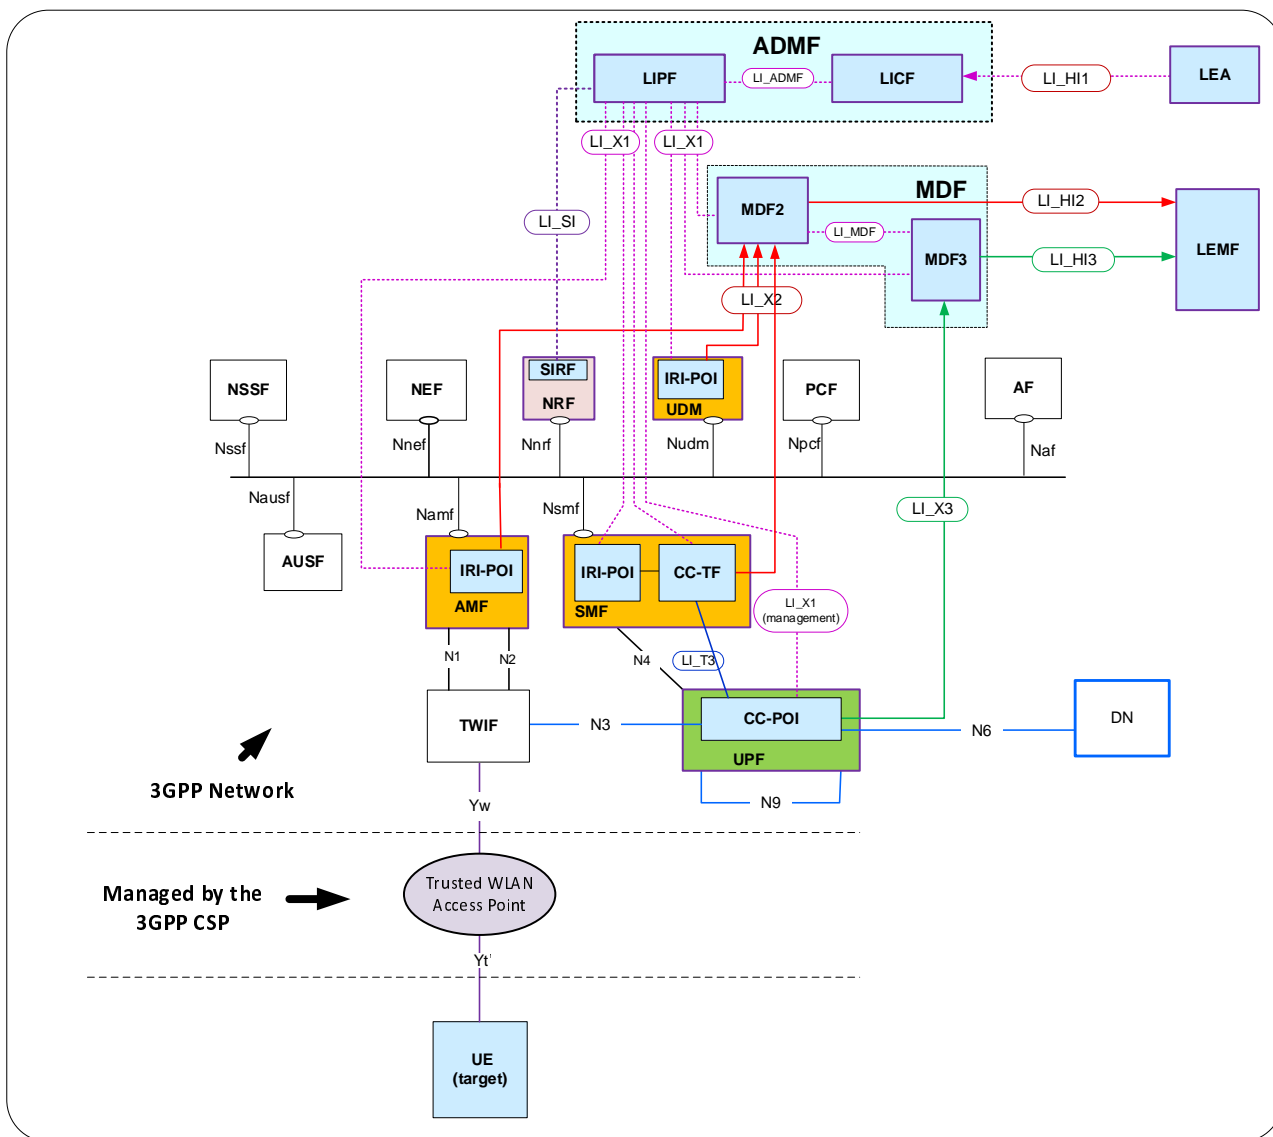 ADMF
LIPF
LI_ADMF
LICF
LI_HI1
LEA
LI_X1
LI_X1
MDF
MDF2
LI_HI2
LI_SI
LI_MDF
MDF3
LI_HI3
LEMF
LI_X2
NSSF
NEF
SIRF
NRF
IRI-POI
UDM
PCF
AF
Nssf
Nnef
Nnrf
Nudm
Npcf
Naf
Nausf
Namf
Nsmf
LI_X3
AUSF
IRI-POI
AMF
IRI-POI
CC-TF
SMF
LI_X1
(management)
N1
N2
N4
LI_T3
TWIF
N3
CC-POI
UPF
N6
DN
N9
3GPP Network
Yw
Managed by the
3GPP CSP
Trusted WLAN
Access Point
Yt'
UE
(target)